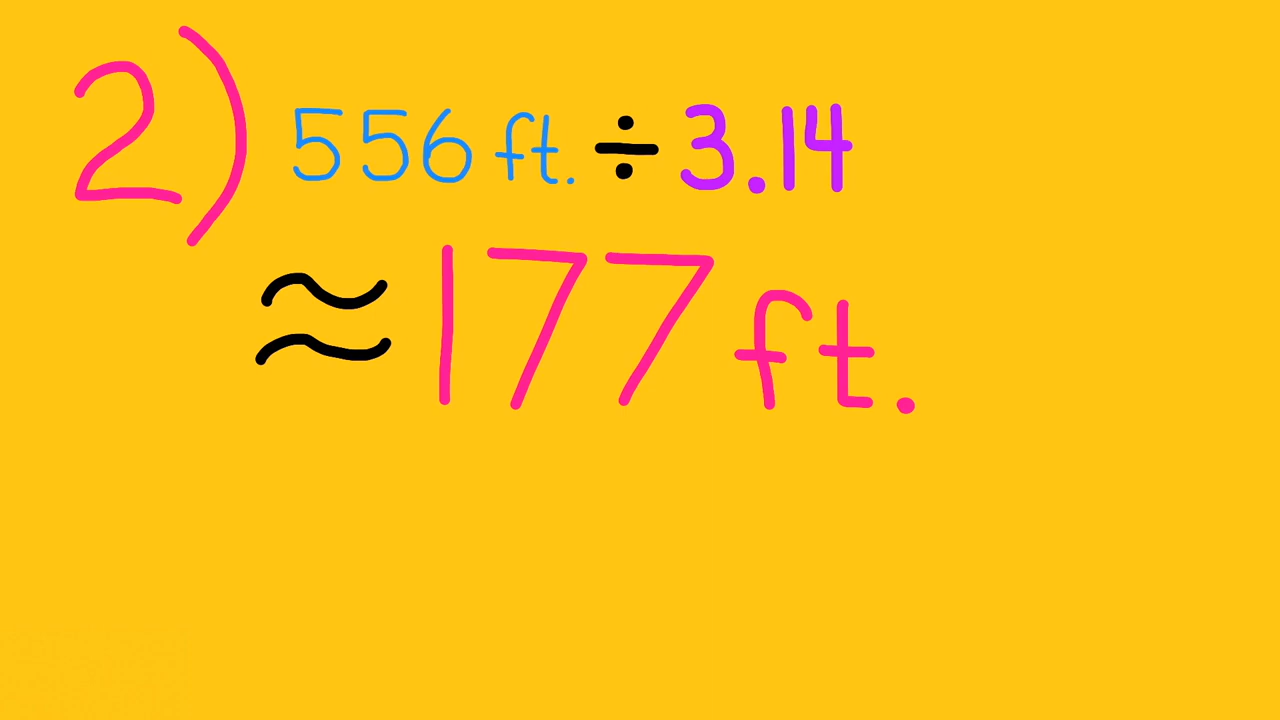 2) 556 ft. ÷ 3.14
≈ 177 ft.